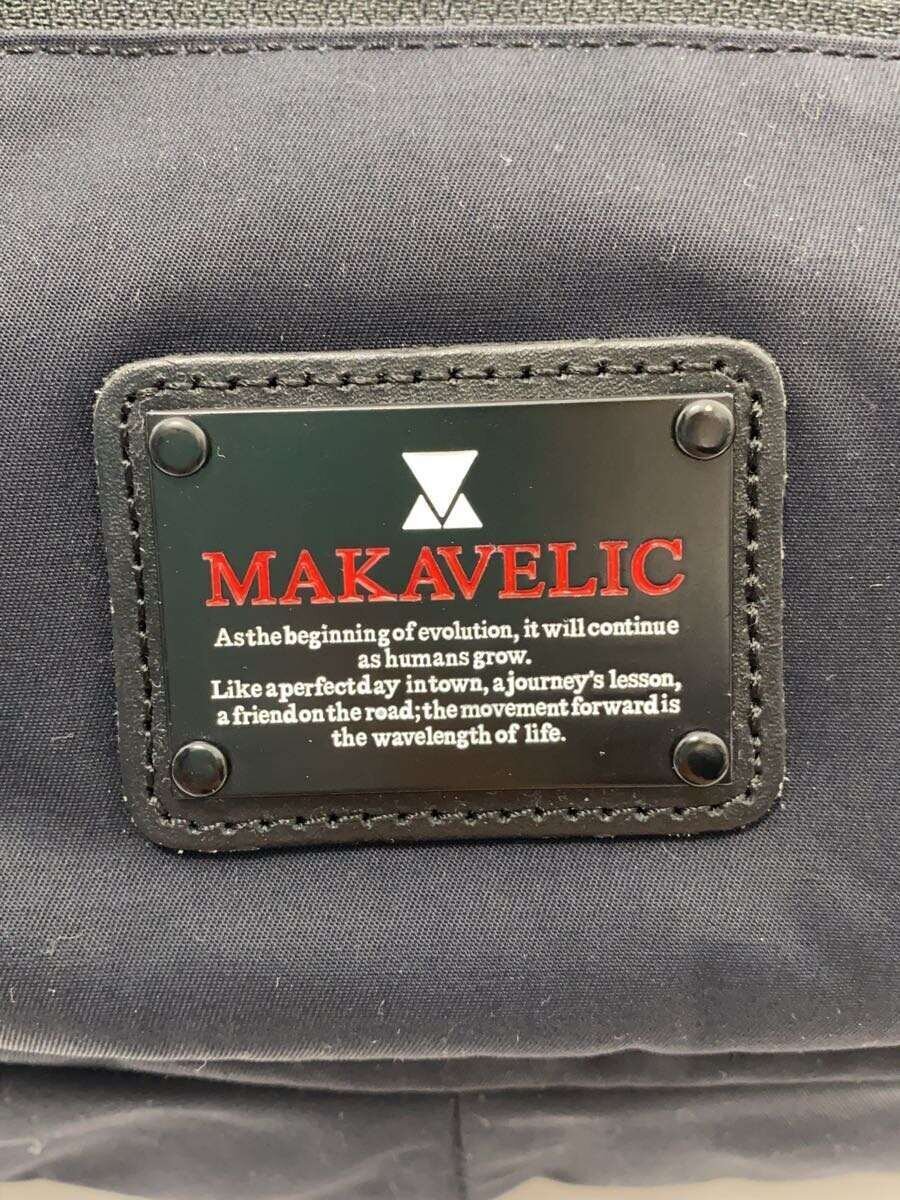 MAKAVELIC
As the beginning of evolution, it will continue
as humans grow.
Like a perfect day in town, a journey's lesson,
a friend on the road; the movement forward is
the wavelength of life.